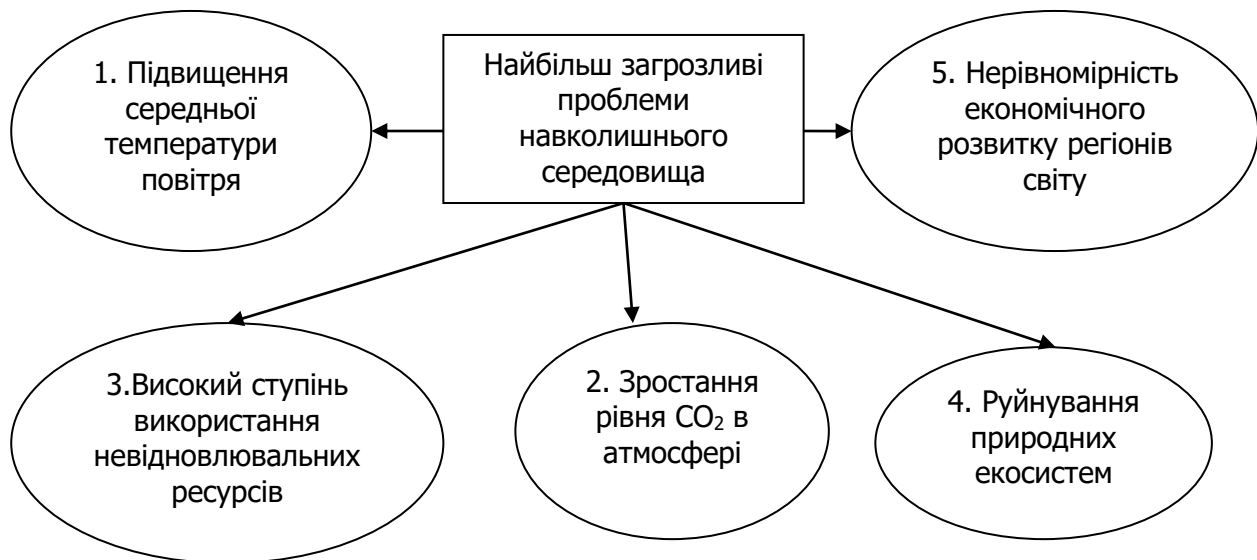 1. Підвищення
середньої
температури
повітря
Найбільш загрозливі
проблеми
навколишнього
середовища
5. Нерівномірність
економічного
розвитку регіонів
світу
3.Високий ступінь
використання
невідновлювальних
ресурсів
2. Зростання
рівня CO₂ в
атмосфері
4. Руйнування
природних
екосистем